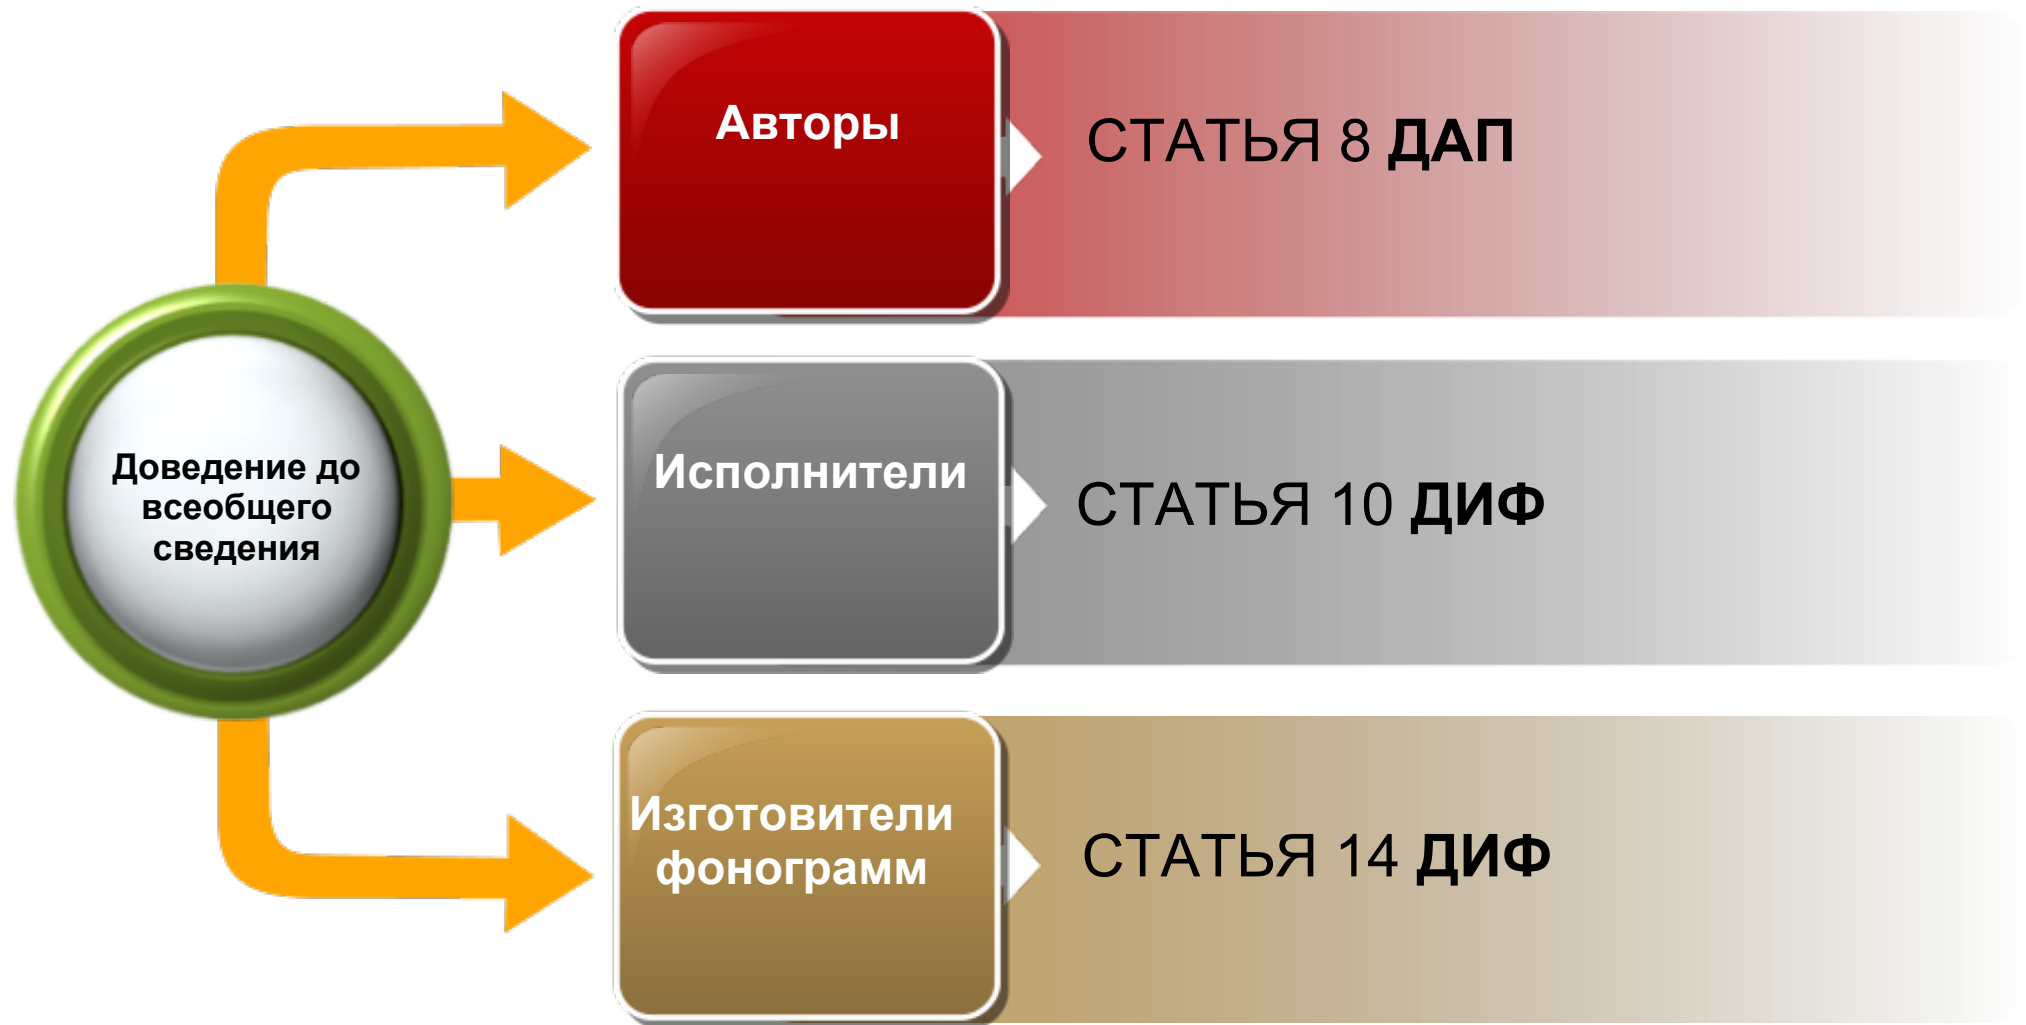 Доведение до
всеобщего
сведения
Авторы
СТАТЬЯ 8 ДАП
Исполнители
СТАТЬЯ 10 ДИФ
Изготовители
фонограмм
СТАТЬЯ 14 ДИФ